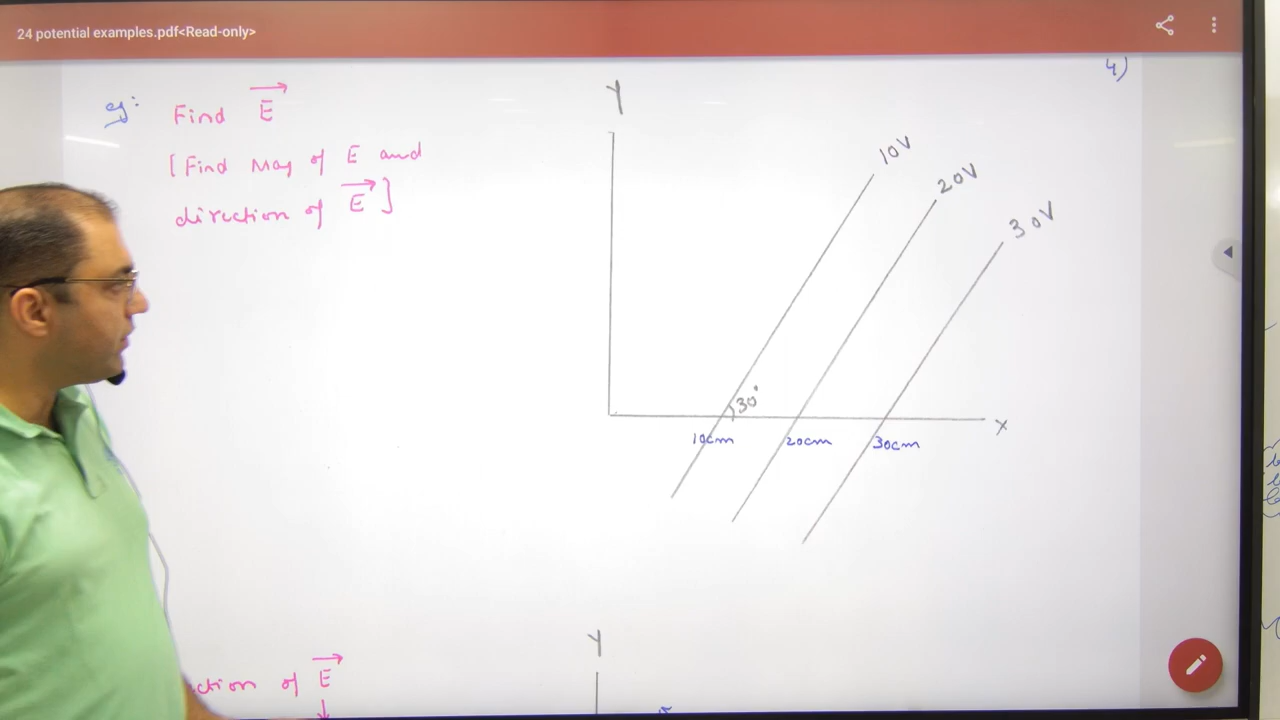 24 potential examples.pdf<Read-only>
4)
eg: Find E
[Find Mag of E and
direction of E]
Y
10V
20V
30V
30°
10cm
20cm
30cm
X
Y
ction of E